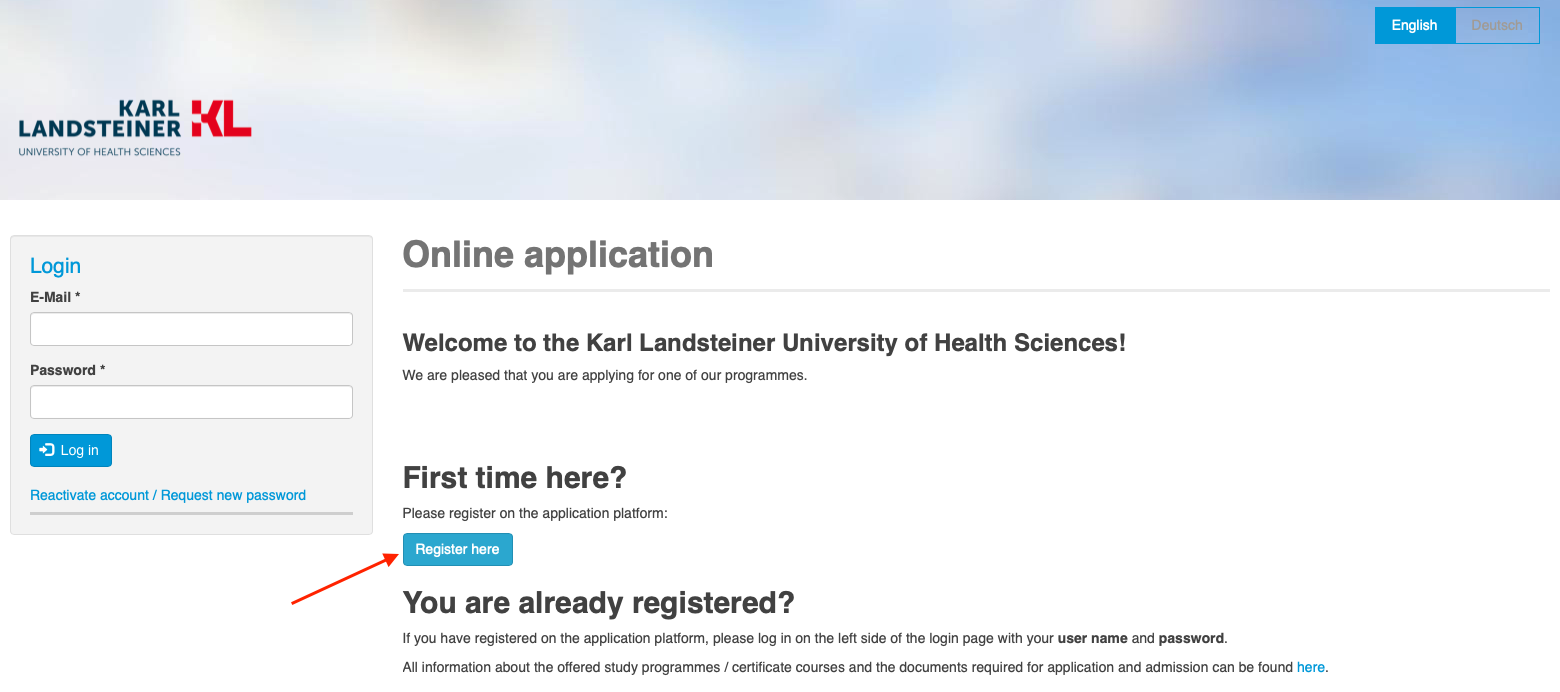 English
Deutsch
KARL
LANDSTEINER
KL
UNIVERSITY OF HEALTH SCIENCES
Login
E-Mail *
Password *
Log in
Reactivate account / Request new password
Online application
Welcome to the Karl Landsteiner University of Health Sciences!
We are pleased that you are applying for one of our programmes.
First time here?
Please register on the application platform:
Register here
You are already registered?
If you have registered on the application platform, please log in on the left side of the login page with your user name and password.
All information about the offered study programmes / certificate courses and the documents required for application and admission can be found here.